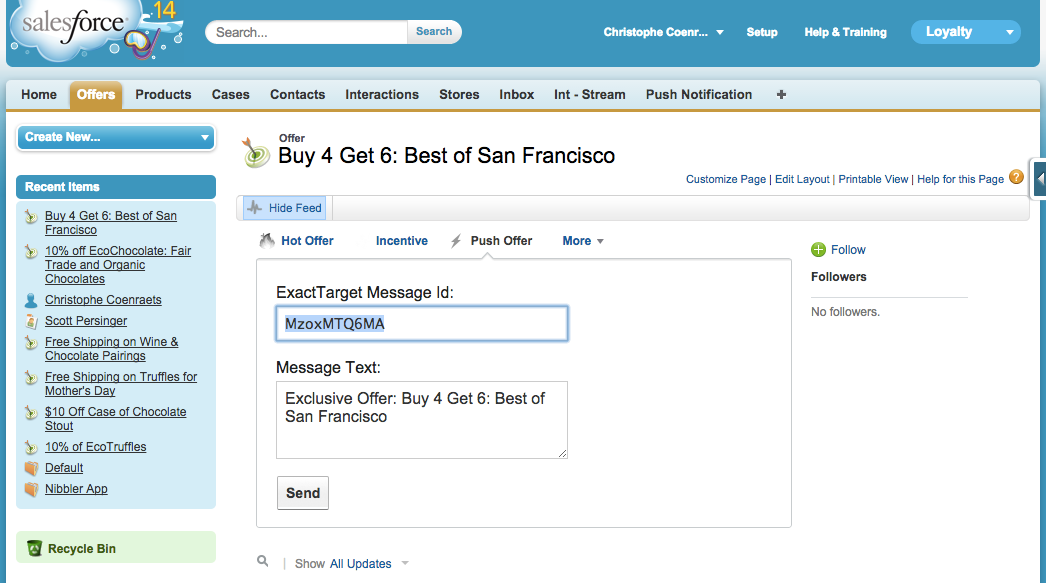 salesforce 14
Search...
Search
Christophe Coenr...
Setup
Help & Training
Loyalty
Home
Offers
Products
Cases
Contacts
Interactions
Stores
Inbox
Int - Stream
Push Notification
+
Create New...
Recent Items
Buy 4 Get 6: Best of San
Francisco
10% off EcoChocolate: Fair
Trade and Organic
Chocolates
Christophe Coenraets
Scott Persinger
Free Shipping on Wine &
Chocolate Pairings
Free Shipping on Truffles for
Mother's Day
$10 Off Case of Chocolate
Stout
10% of EcoTruffles
Default
Nibbler App
Recycle Bin
Offer
Buy 4 Get 6: Best of San Francisco
Customize Page | Edit Layout | Printable View | Help for this Page ?
Hide Feed
Hot Offer
Incentive
Push Offer
More
ExactTarget Message Id:
MzoxMTQ6MA
Message Text:
Exclusive Offer: Buy 4 Get 6: Best of
San Francisco
Send
Show All Updates
Follow
Followers
No followers.